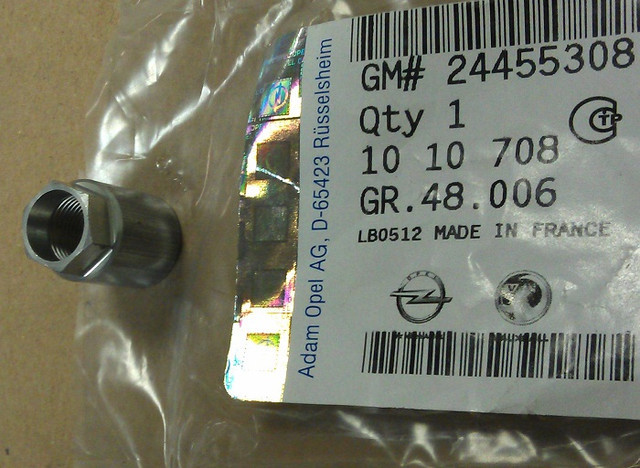 GM# 24455308
Qty 1
10 10 708
GR.48.006
LB0512 MADE IN FRANCE
Adam Opel AG, D-65423 Rüsselsheim